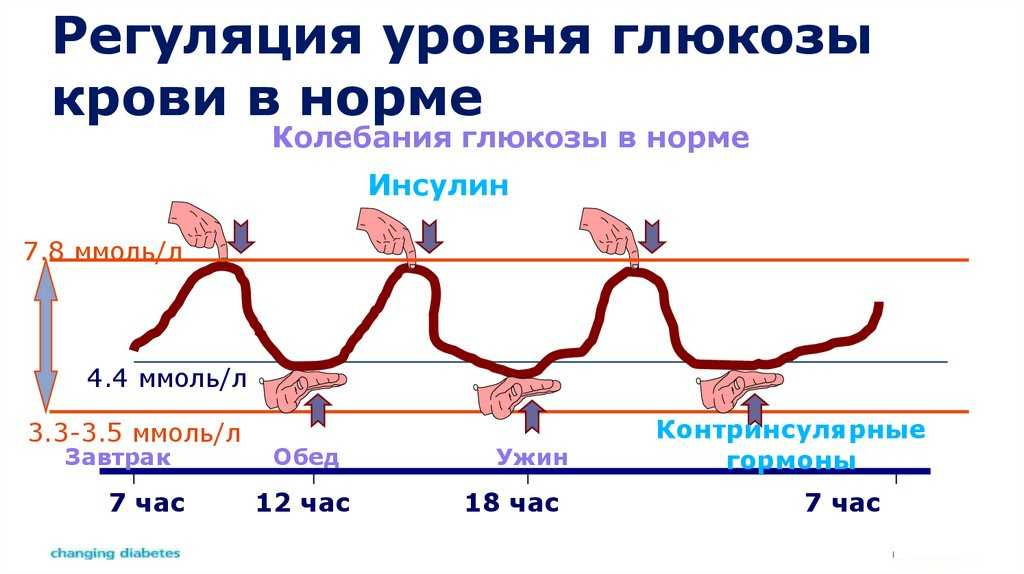 Регуляция уровня глюкозы
крови в норме
Колебания глюкозы в норме
Инсулин
7.8 ммоль/л
4.4 ммоль/л
3.3-3.5 ммоль/л
Контринсулярные
гормоны
Завтрак Обед Ужин
7 час 12 час 18 час 7 час
changing diabetes